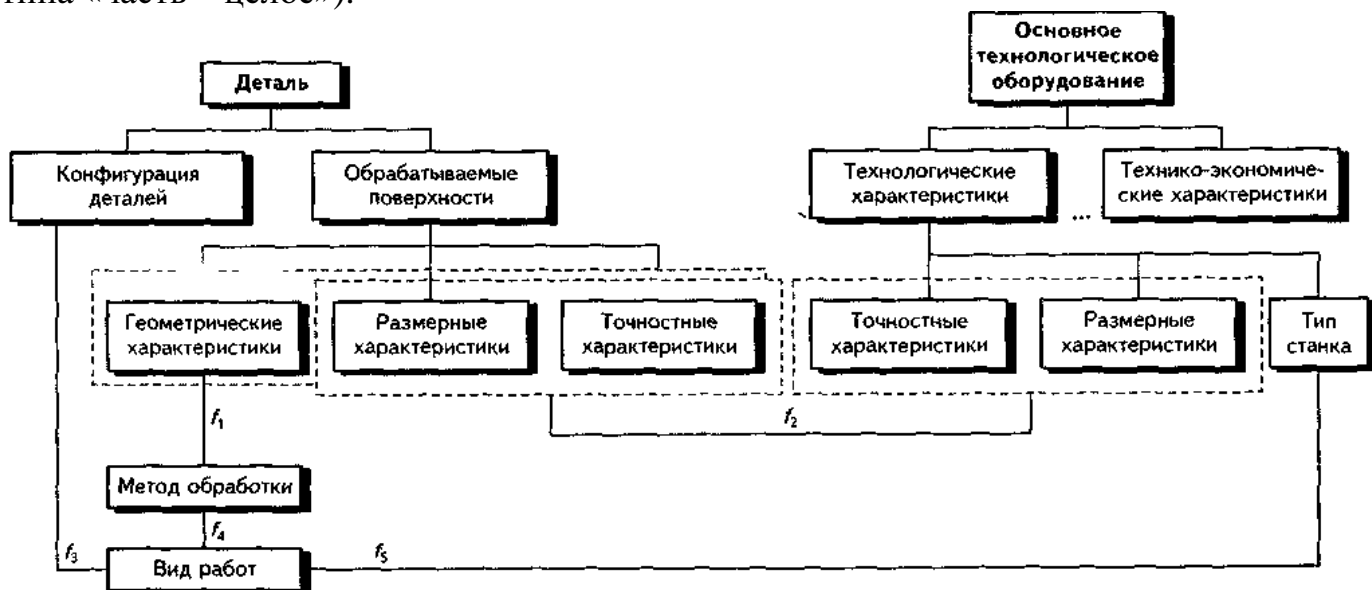 типа «часть – целое»).
Основное
технологическое
оборудование
Деталь
Конфигурация
деталей
Обрабатываемые
поверхности
Технологические
характеристики
...
Технико-экономиче-
ские характеристики
Геометрические
характеристики
Размерные
характеристики
Точностные
характеристики
Точностные
характеристики
Размерные
характеристики
Тип
станка
f1
f2
Метод обработки
f4
f3
Вид работ
f5